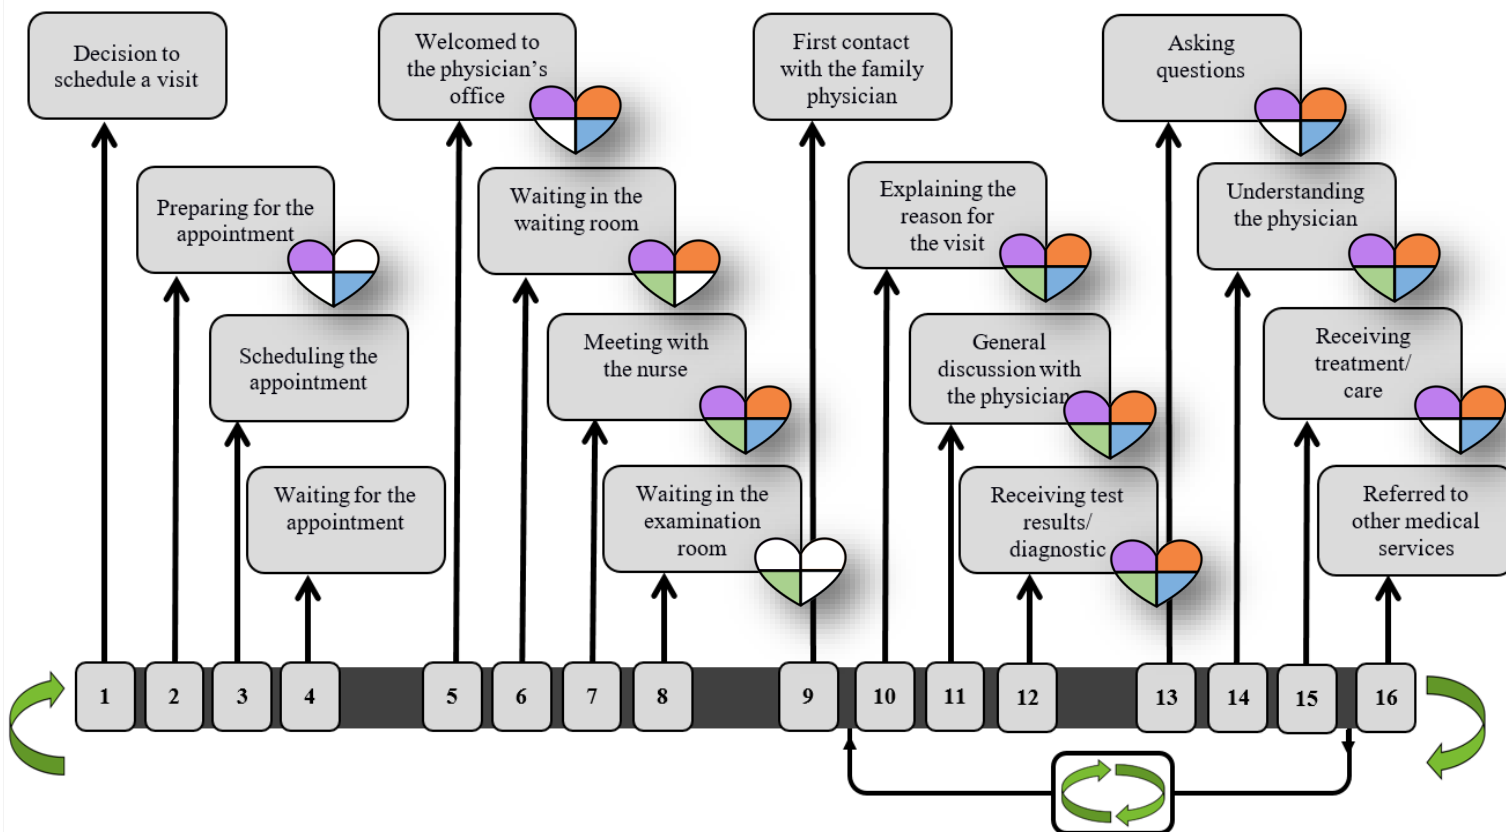 Decision to
schedule a visit
Preparing for the
appointment
Scheduling the
appointment
Waiting for the
appointment
Welcomed to
the physician’s
office
Waiting in the
waiting room
Meeting with
the nurse
Waiting in the
examination
room
First contact
with the family
physician
Explaining the
reason for
the visit
General
discussion with
the physician
Receiving test
results/
diagnostic
Asking
questions
Understanding
the physician
Receiving
treatment/
care
Referred to
other medical
services
1 2 3 4 5 6 7 8 9 10 11 12 13 14 15 16